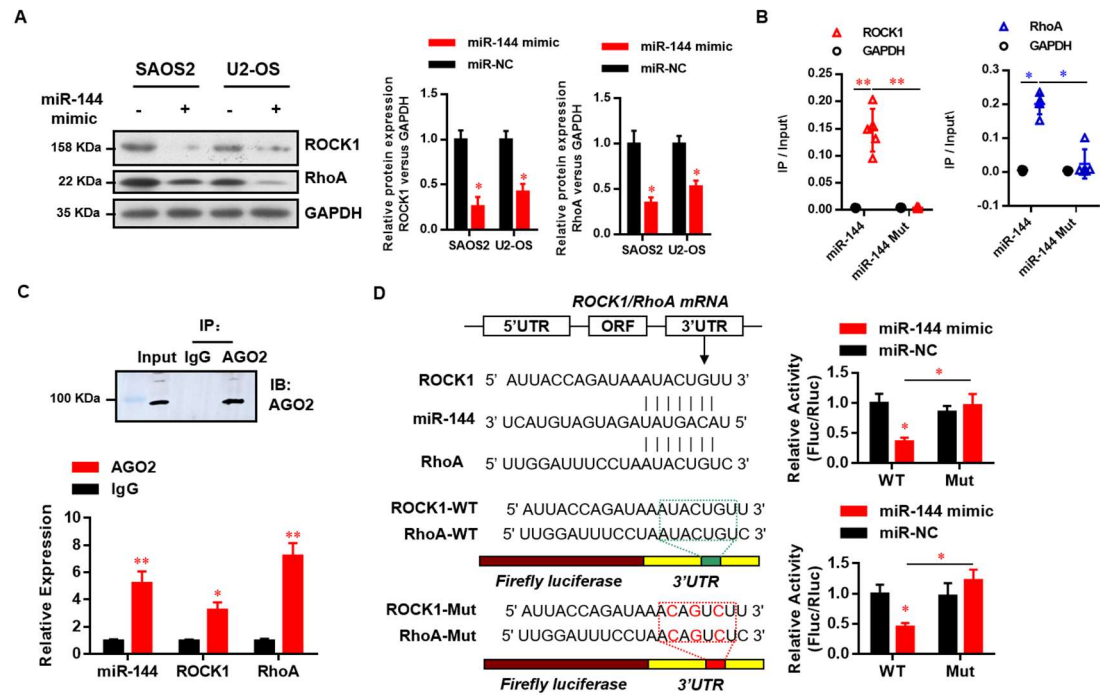 A
SAOS2 U2-OS
miR-144 mimic - + - +
158 KDa ROCK1
22 KDa RhoA
35 KDa GAPDH
miR-144 mimic
miR-NC
Relative protein expression
ROCK1 versus GAPDH
1.5
1.0
0.5
0.0
* *
SAOS2 U2-OS
miR-144 mimic
miR-NC
Relative protein expression
RhoA versus GAPDH
1.5
1.0
0.5
0.0
* *
SAOS2 U2-OS
B
ROCK1
GAPDH
IP / Input\
0.25
0.20
0.15
0.10
0.05
0.00
** **
miR-144
miR-144 Mut
RhoA
GAPDH
IP / Input\
0.3
0.2
0.1
0.0
-0.1
* *
miR-144
miR-144 Mut
C
IP:
Input IgG AGO2
100 KDa
IB:
AGO2
AGO2
IgG
Relative Expression
8
6
4
2
0
** * **
miR-144 ROCK1 RhoA
D
ROCK1/RhoA mRNA
5'UTR ORF 3'UTR
ROCK1 5' AUUACCAGAUAAAUACUGUU 3'
miR-144 3' UCAUGUAGUAGAUAUGACAU 5'
RhoA 5' UUGGAUUUCCUAAUACUGUC 3'
ROCK1-WT 5' AUUACCAGAUAAAUACUGUU 3'
RhoA-WT 5' UUGGAUUUCCUAAUACUGUC 3'
Firefly luciferase 3'UTR
ROCK1-Mut 5' AUUACCAGAUAAACAGUCUU 3'
RhoA-Mut 5' UUGGAUUUCCUAACAGUCUC 3'
Firefly luciferase 3'UTR
miR-144 mimic
miR-NC
Relative Activity
(Fluc/Rluc)
1.5
1.0
0.5
0.0
* *
WT Mut
miR-144 mimic
miR-NC
Relative Activity
(Fluc/Rluc)
1.5
1.0
0.5
0.0
* *
WT Mut